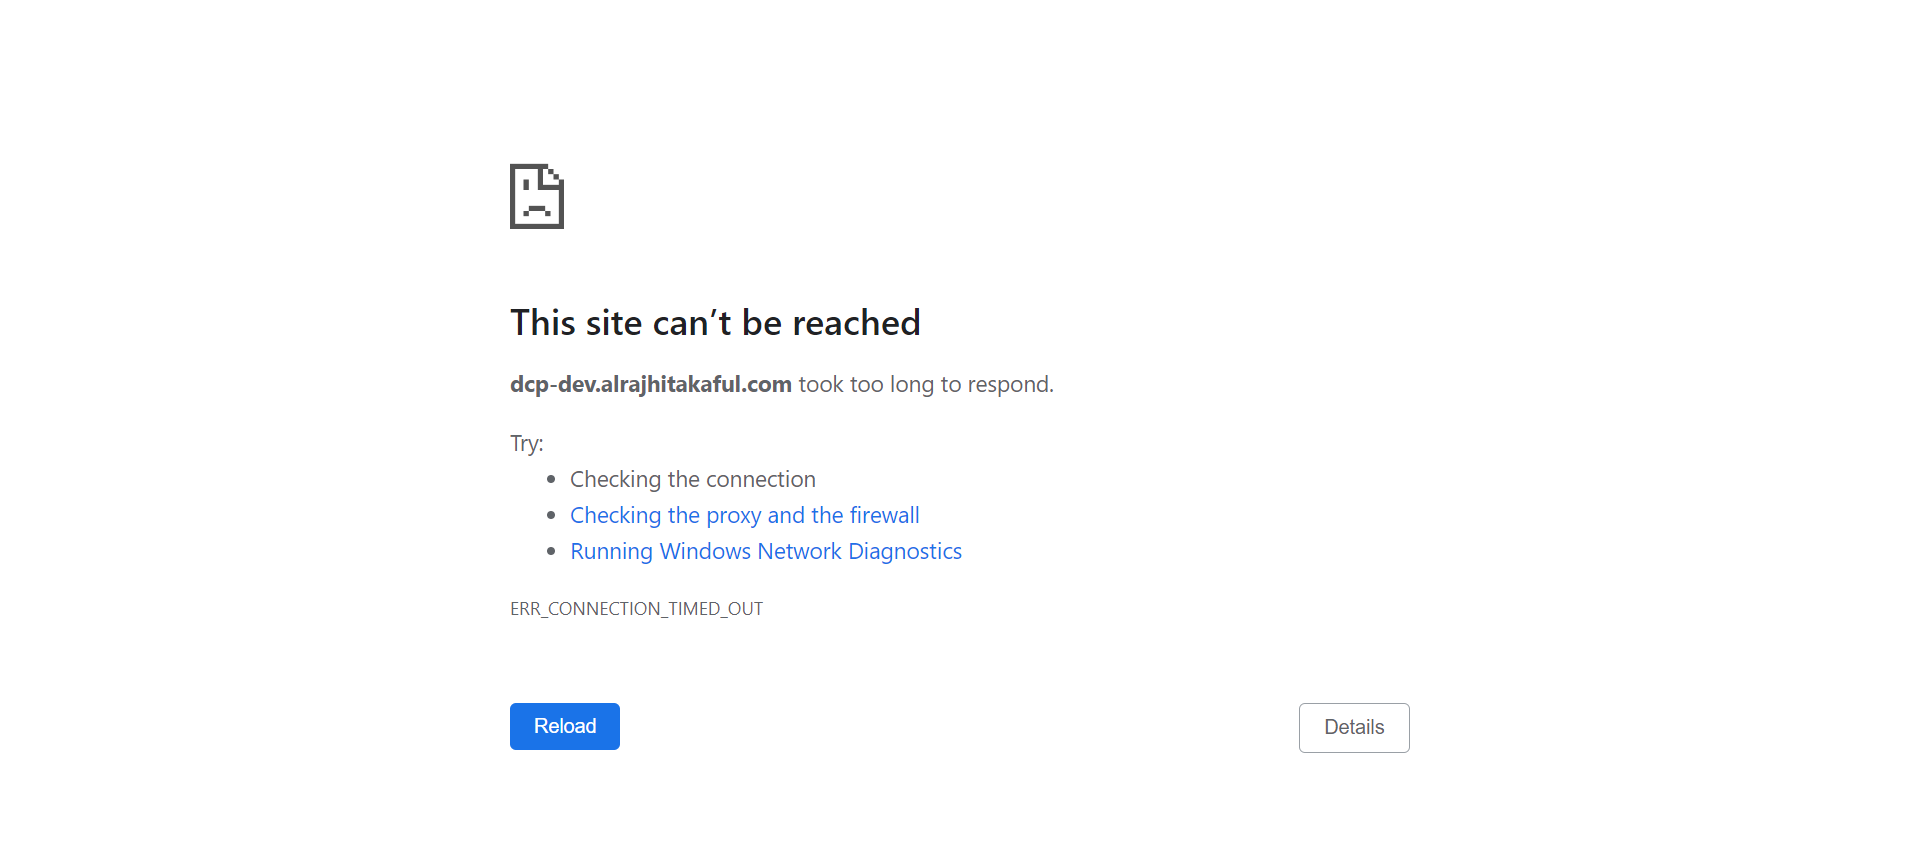 This site can’t be reached
dcp-dev.alrajhitakaful.com took too long to respond.
Try:
Checking the connection
Checking the proxy and the firewall
Running Windows Network Diagnostics
ERR_CONNECTION_TIMED_OUT
Reload
Details